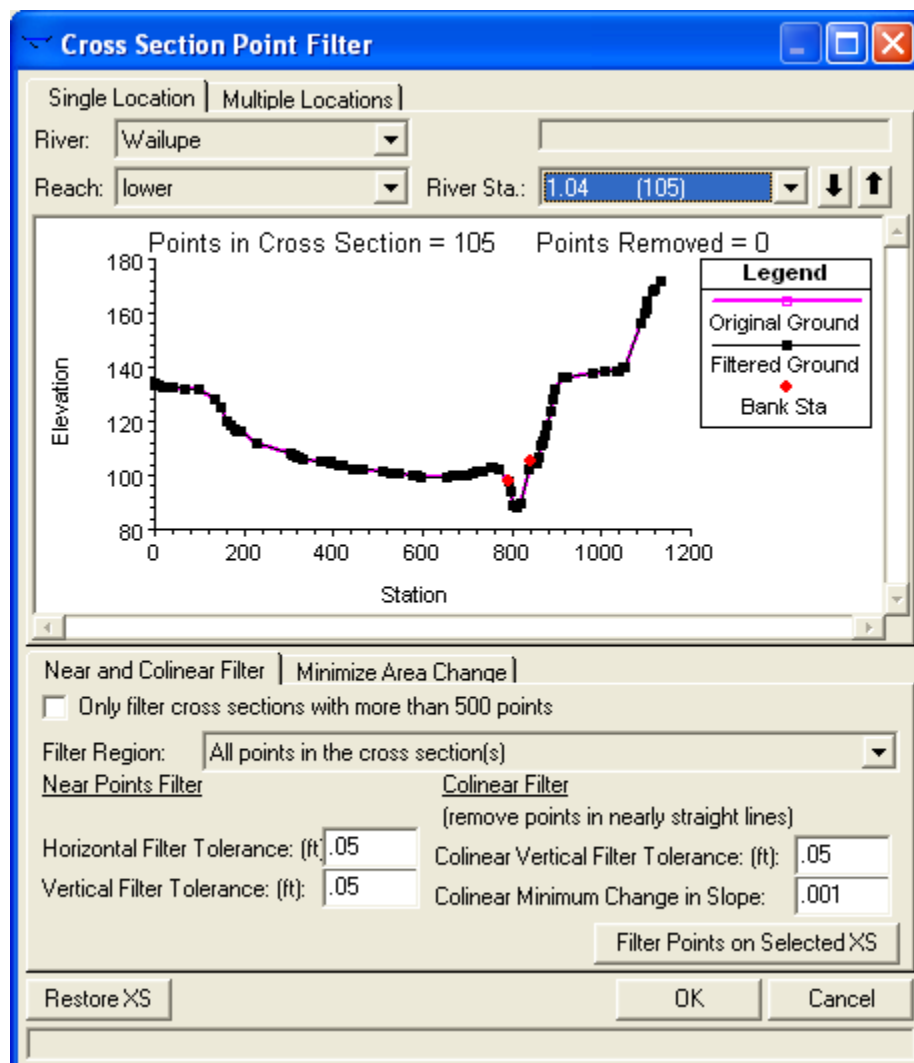 Cross Section Point Filter
Single Location Multiple Locations
River: Wailupe
Reach: lower River Sta.: 1.04 (105)
Points in Cross Section = 105 Points Removed = 0
180
160
140
120
100
80
Elevation
0 200 400 600 800 1000 1200
Station
Legend
Original Ground
Filtered Ground
Bank Sta
Near and Colinear Filter Minimize Area Change
Only filter cross sections with more than 500 points
Filter Region: All points in the cross section(s)
Near Points Filter Colinear Filter
(remove points in nearly straight lines)
Horizontal Filter Tolerance: (ft .05 Colinear Vertical Filter Tolerance: (ft): .05
Vertical Filter Tolerance: (ft): .05 Colinear Minimum Change in Slope: .001
Filter Points on Selected XS
Restore XS OK Cancel